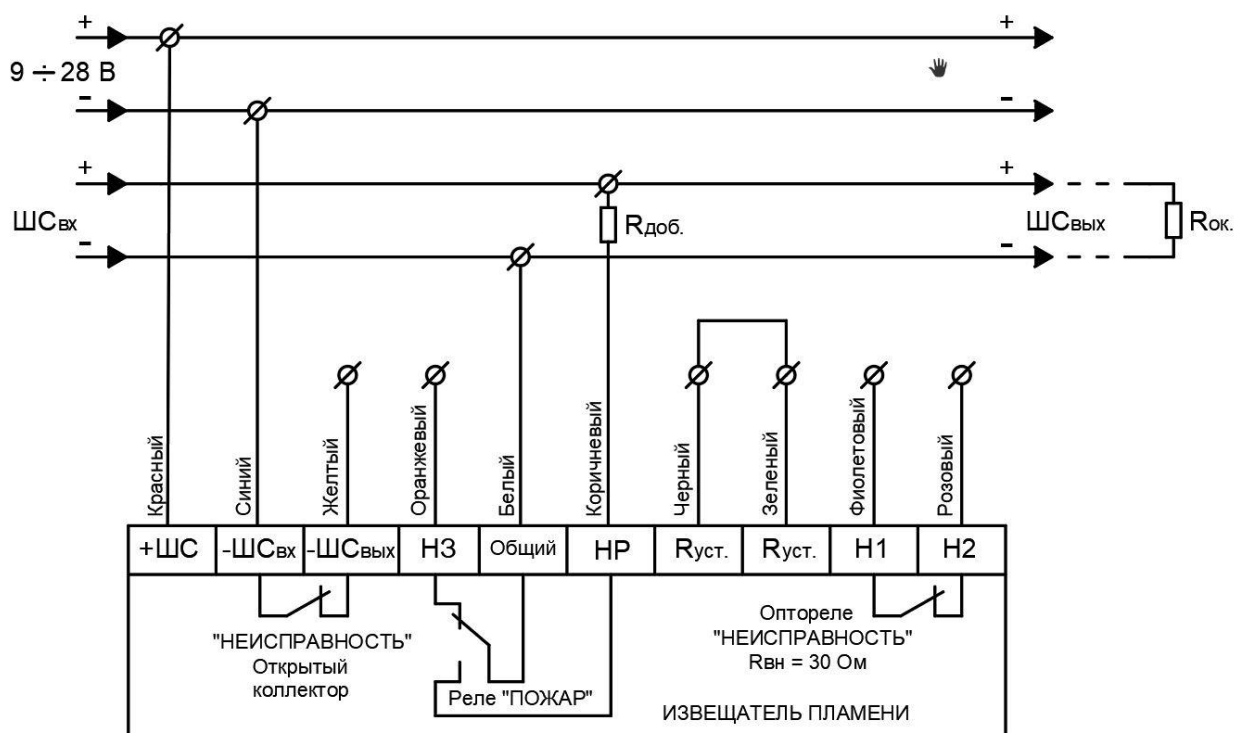 + +
9 ÷ 28 В
- -
+ +
ШСвх Rдоб. ШСвых Rок.
- -
Красный
Синий
Желтый
Оранжевый
Белый
Коричневый
Черный
Зеленый
Фиолетовый
Розовый
+ШС -ШСвх -ШСвых НЗ Общий НР Rуст. Rуст. Н1 Н2
"НЕИСПРАВНОСТЬ"
Открытый
коллектор
Реле "ПОЖАР"
Оптореле
"НЕИСПРАВНОСТЬ"
Rвн = 30 Ом
ИЗВЕЩАТЕЛЬ ПЛАМЕНИ